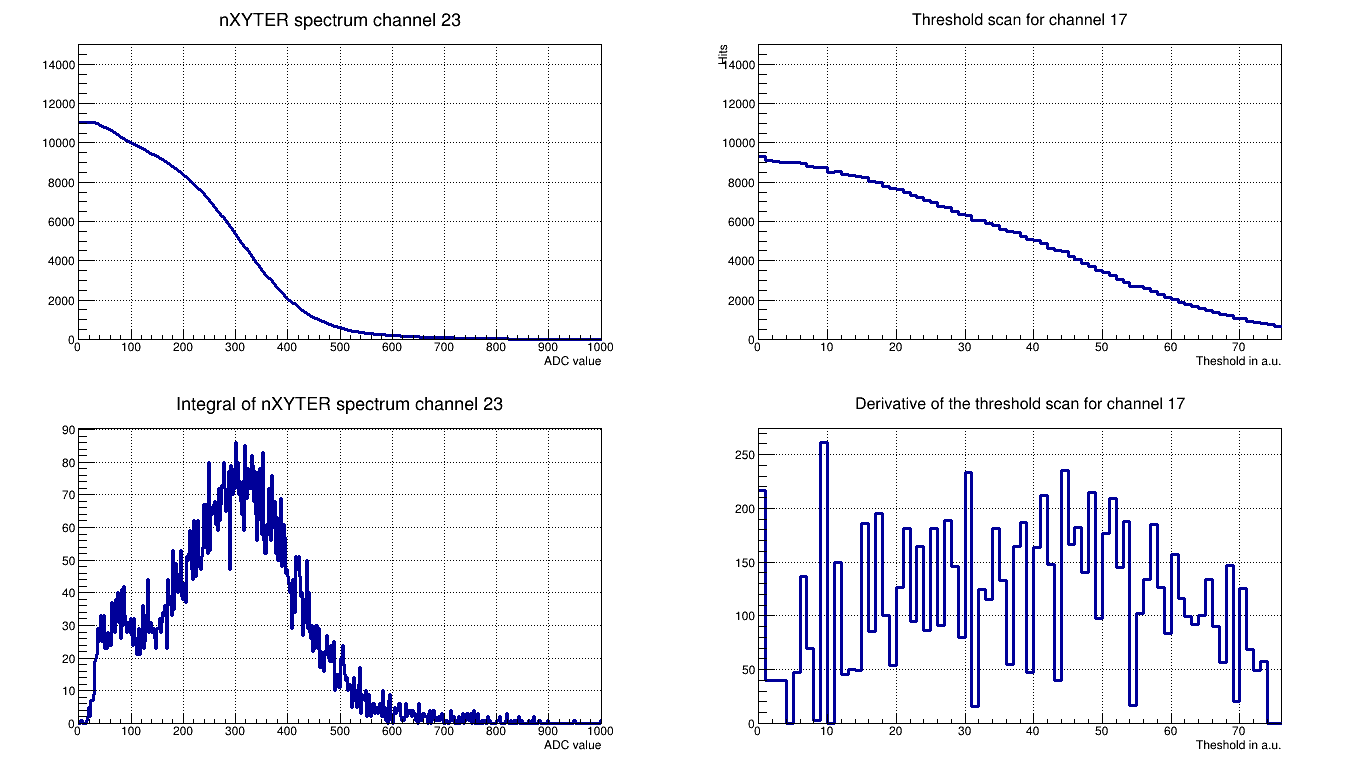 nXYTER spectrum channel 23
14000
12000
10000
8000
6000
4000
2000
0
0 100 200 300 400 500 600 700 800 900 1000
ADC value
Threshold scan for channel 17
Hits
14000
12000
10000
8000
6000
4000
2000
0
0 10 20 30 40 50 60 70
Theshold in a.u.
Integral of nXYTER spectrum channel 23
90
80
70
60
50
40
30
20
10
0
0 100 200 300 400 500 600 700 800 900 1000
ADC value
Derivative of the threshold scan for channel 17
250
200
150
100
50
0
0 10 20 30 40 50 60 70
Theshold in a.u.